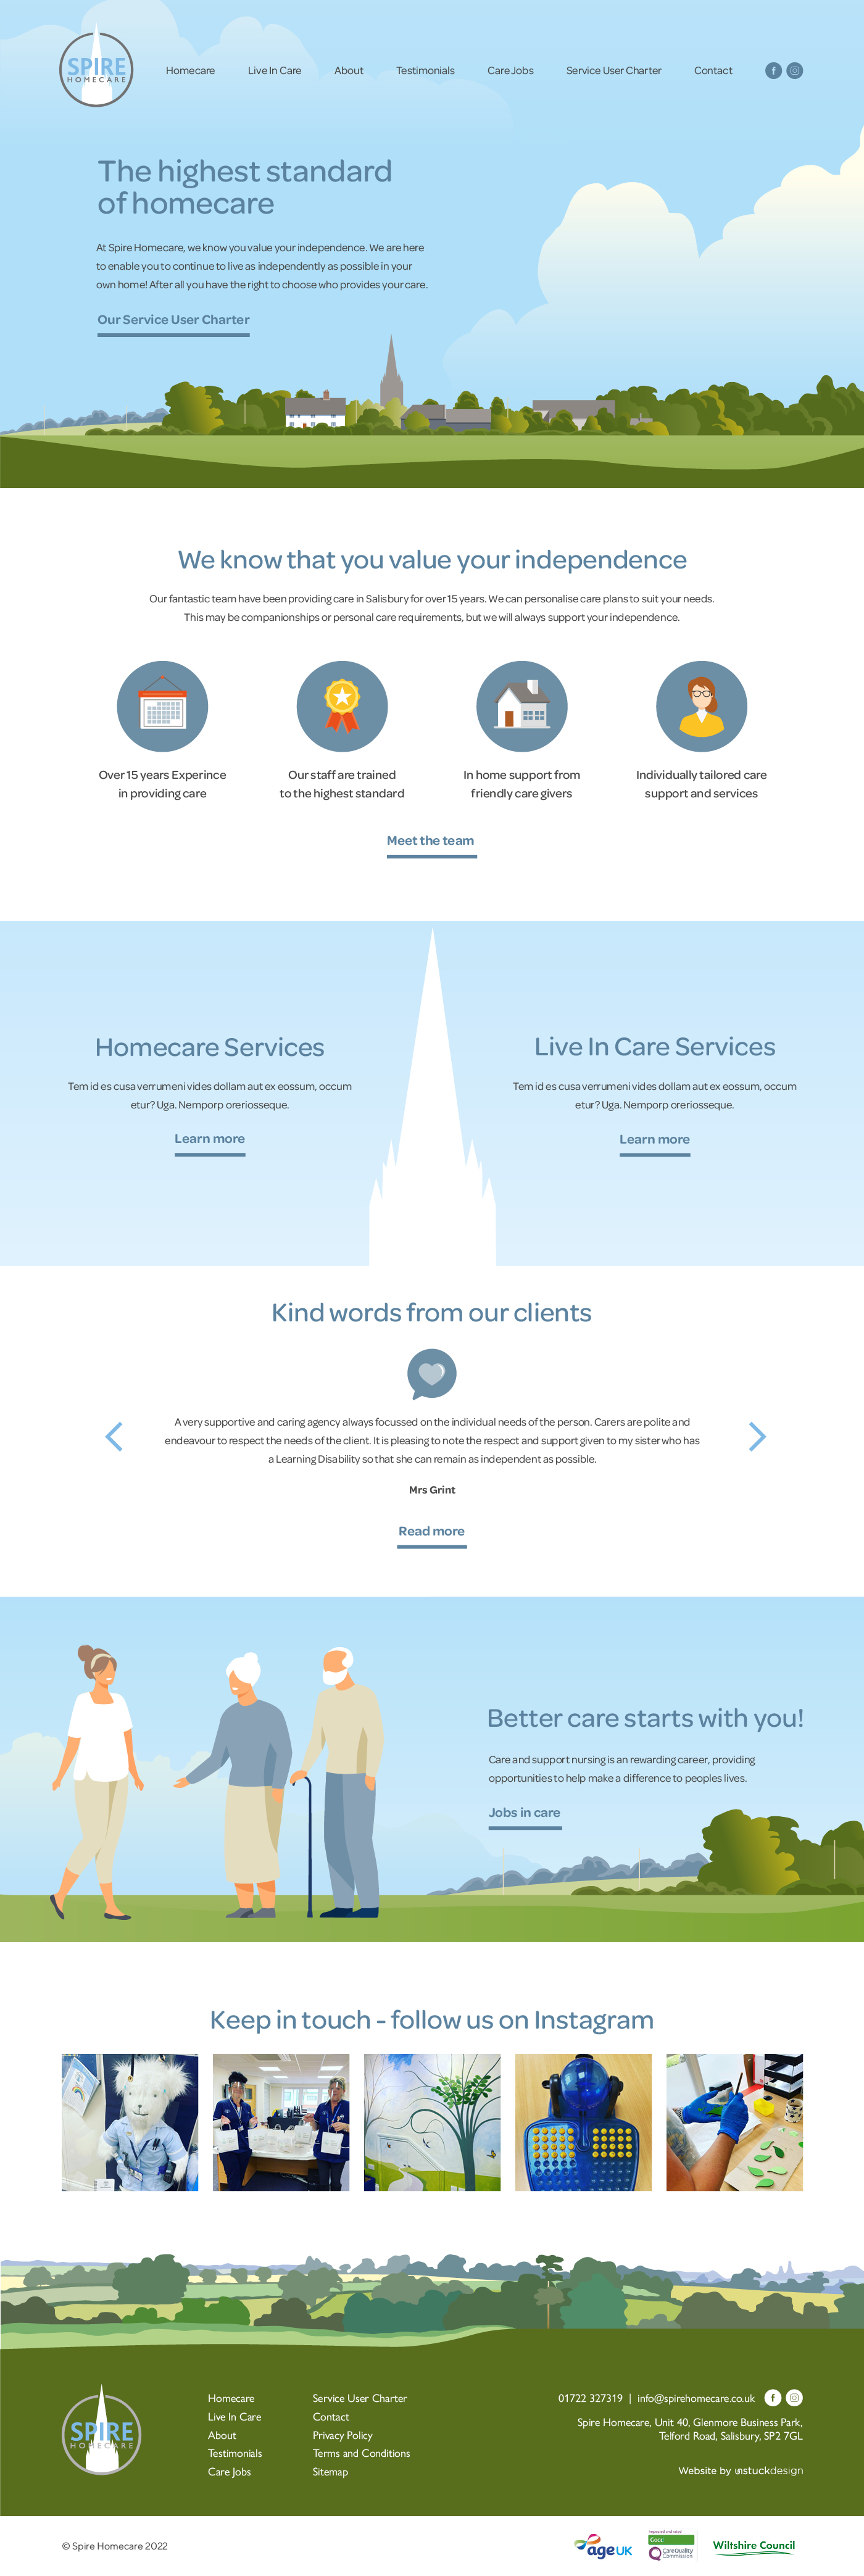 SPIRE
HOMECARE
Homecare
Live In Care
About
Testimonials
Care Jobs
Service User Charter
Contact
The highest standard
of homecare
At Spire Homecare, we know you value your independence. We are here
to enable you to continue to live as independently as possible in your
own home! After all you have the right to choose who provides your care.
Our Service User Charter
We know that you value your independence
Our fantastic team have been providing care in Salisbury for over 15 years. We can personalise care plans to suit your needs.
This may be companionships or personal care requirements, but we will always support your independence.
Over 15 years Experince
in providing care
Our staff are trained
to the highest standard
In home support from
friendly care givers
Individually tailored care
support and services
Meet the team
Homecare Services
Tem id es cusa verrumeni vides dollam aut ex eossum, occum
etur? Uga. Nemporp oreriosseque.
Learn more
Live In Care Services
Tem id es cusa verrumeni vides dollam aut ex eossum, occum
etur? Uga. Nemporp oreriosseque.
Learn more
Kind words from our clients
A very supportive and caring agency always focussed on the individual needs of the person. Carers are polite and
endeavour to respect the needs of the client. It is pleasing to note the respect and support given to my sister who has
a Learning Disability so that she can remain as independent as possible.
Mrs Grint
Read more
Better care starts with you!
Care and support nursing is an rewarding career, providing
opportunities to help make a difference to peoples lives.
Jobs in care
Keep in touch - follow us on Instagram
SPIRE
HOMECARE
Homecare
Live In Care
About
Testimonials
Care Jobs
Service User Charter
Contact
Privacy Policy
Terms and Conditions
Sitemap
01722 327319 | info@spirehomecare.co.uk
Spire Homecare, Unit 40, Glenmore Business Park,
Telford Road, Salisbury, SP2 7GL
Website by unstuckdesign
© Spire Homecare 2022
age UK
Inspected and rated
Good
CareQuality
Commission
Wiltshire Council